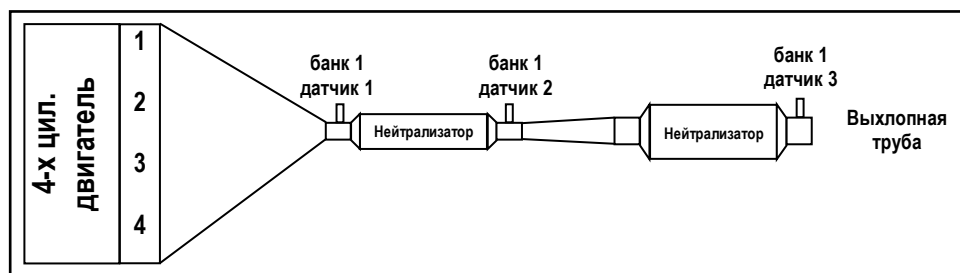 4-х цил.
двигатель
1
2
3
4
банк 1
датчик 1
Нейтрализатор
банк 1
датчик 2
Нейтрализатор
банк 1
датчик 3
Выхлопная
труба